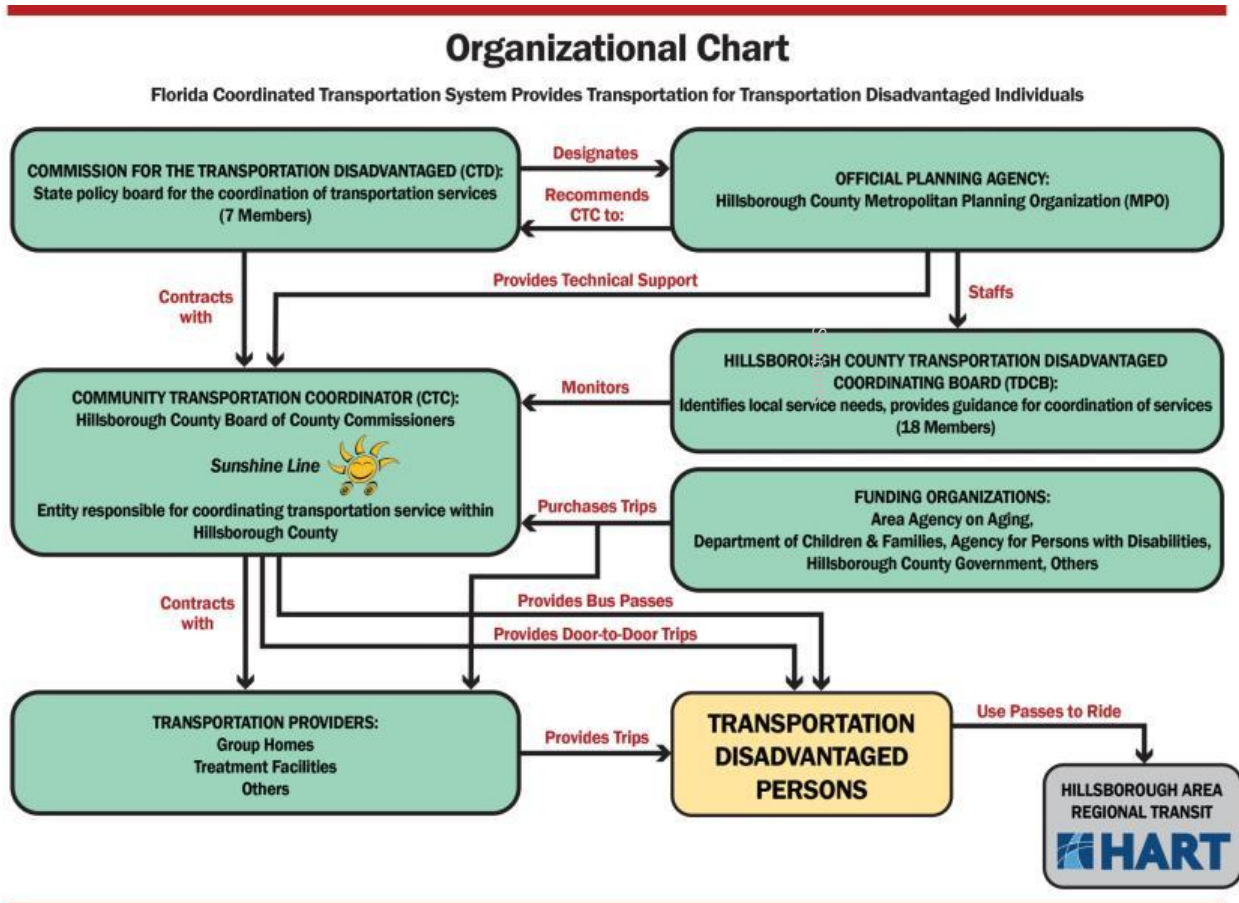 Organizational Chart
Florida Coordinated Transportation System Provides Transportation for Transportation Disadvantaged Individuals
COMMISSION FOR THE TRANSPORTATION DISADVANTAGED (CTD):
State policy board for the coordination of transportation services
(7 Members)
Designates
Recommends
CTC to:
OFFICIAL PLANNING AGENCY:
Hillsborough County Metropolitan Planning Organization (MPO)
Contracts
with
Provides Technical Support
Staffs
COMMUNITY TRANSPORTATION COORDINATOR (CTC):
Hillsborough County Board of County Commissioners
Sunshine Line
Entity responsible for coordinating transportation service within
Hillsborough County
Monitors
HILLSBOROUGH COUNTY TRANSPORTATION DISADVANTAGED
COORDINATING BOARD (TDCB):
Identifies local service needs, provides guidance for coordination of services
(18 Members)
Purchases Trips
FUNDING ORGANIZATIONS:
Area Agency on Aging,
Department of Children & Families, Agency for Persons with Disabilities,
Hillsborough County Government, Others
Contracts
with
Provides Bus Passes
Provides Door-to-Door Trips
TRANSPORTATION PROVIDERS:
Group Homes
Treatment Facilities
Others
Provides Trips
TRANSPORTATION
DISADVANTAGED
PERSONS
Use Passes to Ride
HILLSBOROUGH AREA
REGIONAL TRANSIT
HART